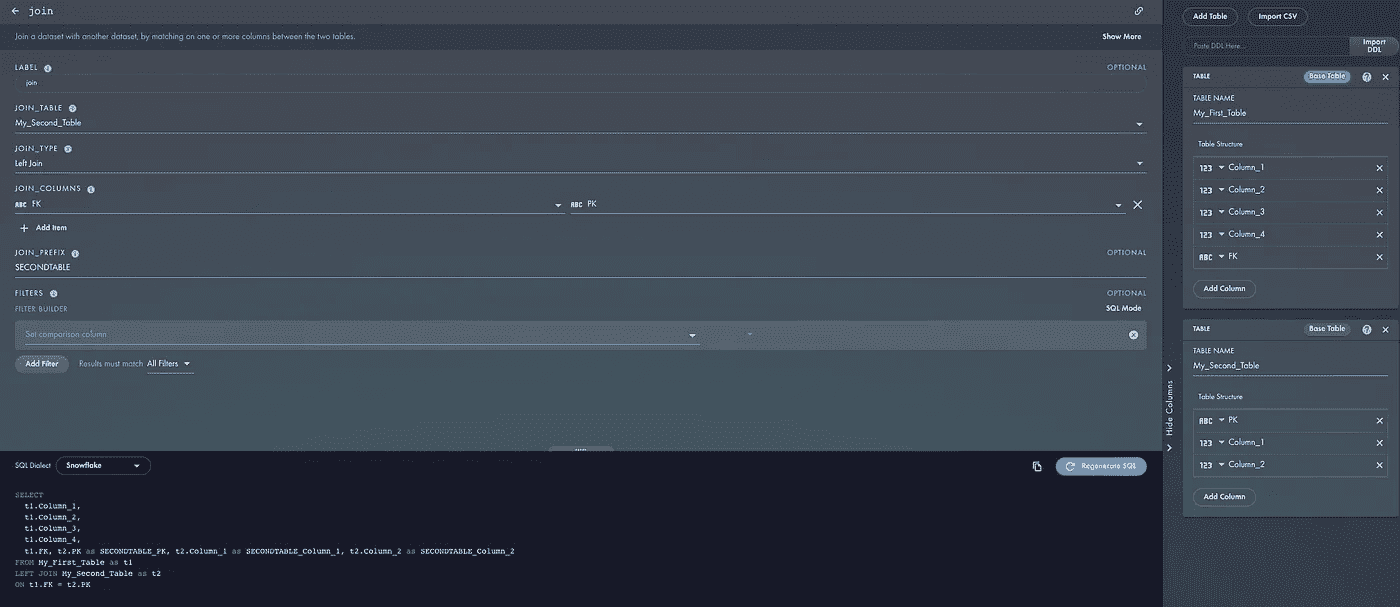 join
Join a dataset with another dataset, by matching on one or more columns between the two tables.
Show More
LABEL
OPTIONAL
join
JOIN_TABLE
My_Second_Table
JOIN_TYPE
Left Join
JOIN_COLUMNS
ABC FK
ABC PK
Add Item
JOIN_PREFIX
OPTIONAL
SECONDTABLE
FILTERS
OPTIONAL
FILTER BUILDER
SQL Mode
Set comparison column
Add Filter
Results must match All Filters
SQL Dialect Snowflake
Regenerate SQL
SELECT
t1.Column_1,
t1.Column_2,
t1.Column_3,
t1.Column_4,
t1.FK, t2.PK as SECONDTABLE_PK, t2.Column_1 as SECONDTABLE_Column_1, t2.Column_2 as SECONDTABLE_Column_2
FROM My_First_Table as t1
LEFT JOIN My_Second_Table as t2
ON t1.FK = t2.PK
Hide Columns
Add Table
Import CSV
Paste DDL Here...
Import
DDL
TABLE
Base Table
TABLE NAME
My_First_Table
Table Structure
123 Column_1
123 Column_2
123 Column_3
123 Column_4
ABC FK
Add Column
TABLE
Base Table
TABLE NAME
My_Second_Table
Table Structure
ABC PK
123 Column_1
123 Column_2
Add Column